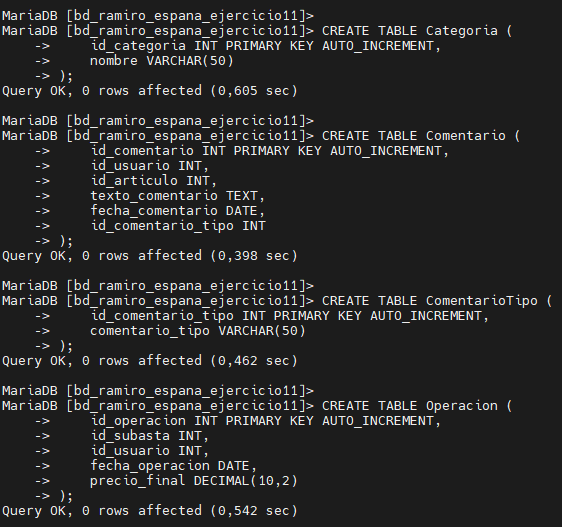 MariaDB [bd_ramiro_espana_ejercicio11]>
MariaDB [bd_ramiro_espana_ejercicio11]> CREATE TABLE Categoria (
    ->     id_categoria INT PRIMARY KEY AUTO_INCREMENT,
    ->     nombre VARCHAR(50)
    -> );
Query OK, 0 rows affected (0,605 sec)

MariaDB [bd_ramiro_espana_ejercicio11]>
MariaDB [bd_ramiro_espana_ejercicio11]> CREATE TABLE Comentario (
    ->     id_comentario INT PRIMARY KEY AUTO_INCREMENT,
    ->     id_usuario INT,
    ->     id_articulo INT,
    ->     texto_comentario TEXT,
    ->     fecha_comentario DATE,
    ->     id_comentario_tipo INT
    -> );
Query OK, 0 rows affected (0,398 sec)

MariaDB [bd_ramiro_espana_ejercicio11]>
MariaDB [bd_ramiro_espana_ejercicio11]> CREATE TABLE ComentarioTipo (
    ->     id_comentario_tipo INT PRIMARY KEY AUTO_INCREMENT,
    ->     comentario_tipo VARCHAR(50)
    -> );
Query OK, 0 rows affected (0,462 sec)

MariaDB [bd_ramiro_espana_ejercicio11]>
MariaDB [bd_ramiro_espana_ejercicio11]> CREATE TABLE Operacion (
    ->     id_operacion INT PRIMARY KEY AUTO_INCREMENT,
    ->     id_subasta INT,
    ->     id_usuario INT,
    ->     fecha_operacion DATE,
    ->     precio_final DECIMAL(10,2)
    -> );
Query OK, 0 rows affected (0,542 sec)